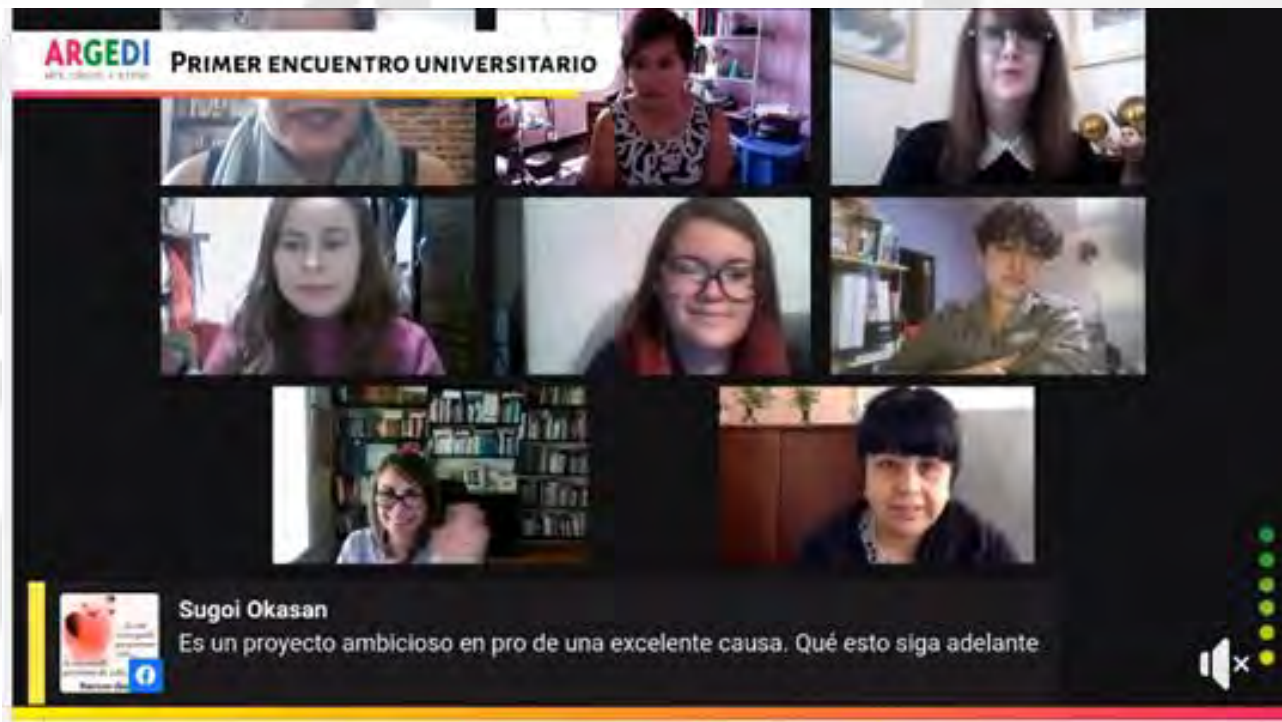 ARGEDI
PRIMER ENCUENTRO UNIVERSITARIO
Sugoi Okasan
Es un proyecto ambicioso en pro de una excelente causa. Qué esto siga adelante